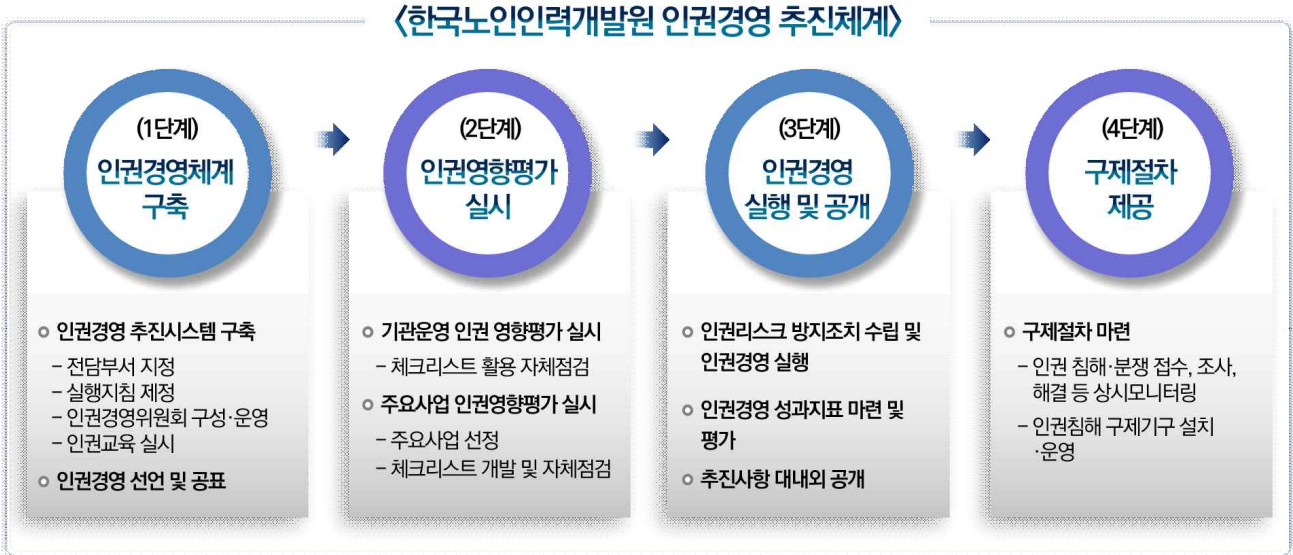 〈한국노인인력개발원 인권경영 추진체계〉
(1단계)
인권경영체계
구축
○ 인권경영 추진시스템 구축
– 전담부서 지정
– 실행지침 제정
– 인권경영위원회 구성·운영
– 인권교육 실시
○ 인권경영 선언 및 공표
(2단계)
인권영향평가
실시
○ 기관운영 인권 영향평가 실시
– 체크리스트 활용 자체점검
○ 주요사업 인권영향평가 실시
– 주요사업 선정
– 체크리스트 개발 및 자체점검
(3단계)
인권경영
실행 및 공개
○ 인권리스크 방지조치 수립 및
인권경영 실행
○ 인권경영 성과지표 마련 및
평가
○ 추진사항 대내외 공개
(4단계)
구제절차
제공
○ 구제절차 마련
– 인권 침해·분쟁 접수, 조사,
해결 등 상시모니터링
– 인권침해 구제기구 설치
·운영